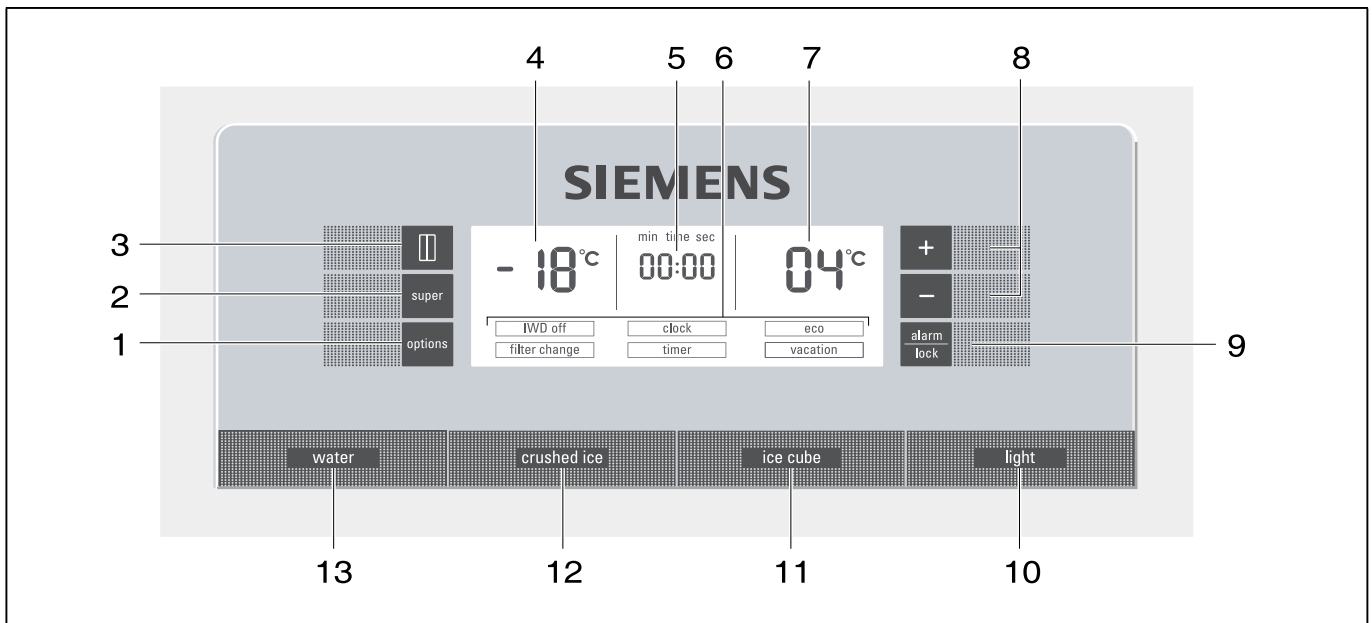 4 5 6 7 8
SIEMENS
3
min time sec
+
-18°C 00:00 04°C
2 super
−
1 options
IWD off clock eco
alarm
lock
9
filter change timer vacation
water crushed ice ice cube light
13 12 11 10